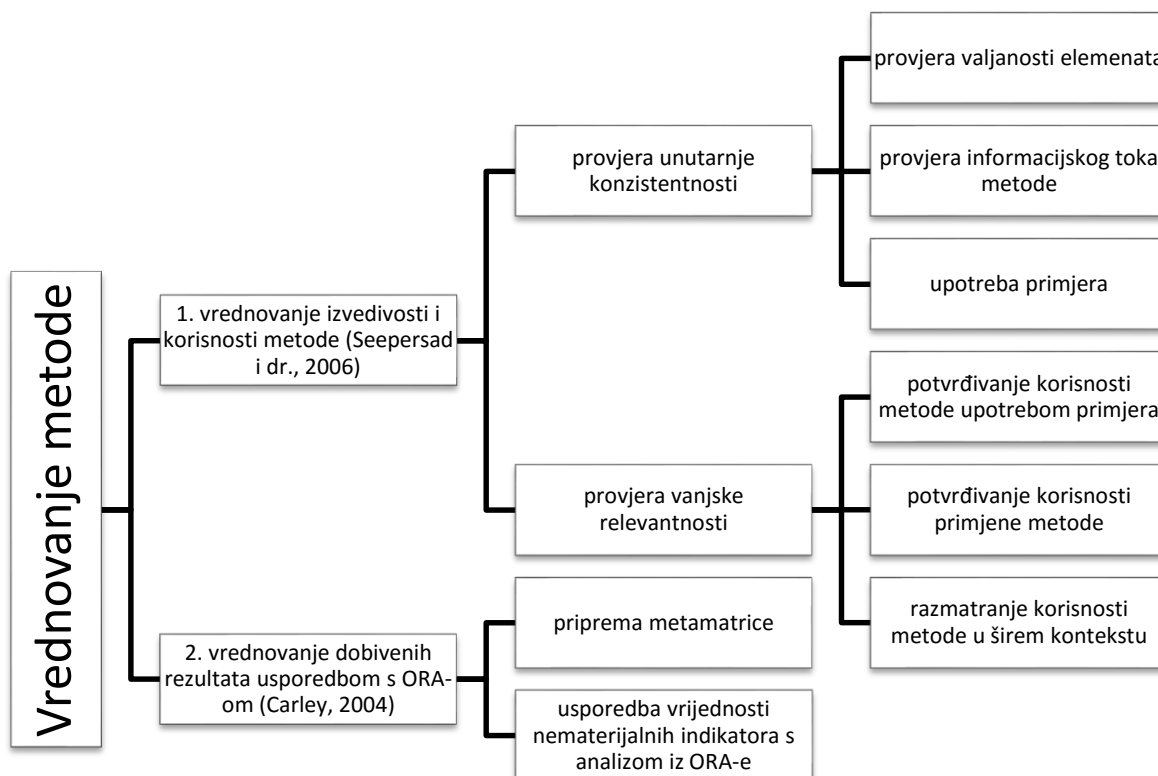 Vrednovanje metode
1. vrednovanje izvedivosti i
korisnosti metode (Seepersad
i dr., 2006)
provjera unutarnje
konzistentnosti
provjera valjanosti elemenata
provjera informacijskog toka
metode
upotreba primjera
provjera vanjske
relevantnosti
potvrđivanje korisnosti
metode upotrebom primjera
potvrđivanje korisnosti
primjene metode
razmatranje korisnosti
metode u širem kontekstu
2. vrednovanje dobivenih
rezultata usporedbom s ORA-
om (Carley, 2004)
priprema metamatrice
usporedba vrijednosti
nematerijalnih indikatora s
analizom iz ORA-e